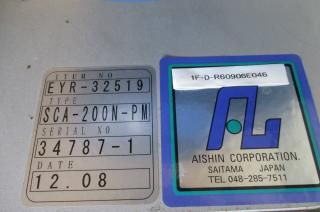 ITEM NO
EYR-32519
TYPE
SCA-200N-PM
SERIAL NO
34787-1
DATE
12.08
1F-D-R60906E046
AISHIN CORPORATION.
SAITAMA JAPAN
TEL 048-285-7511